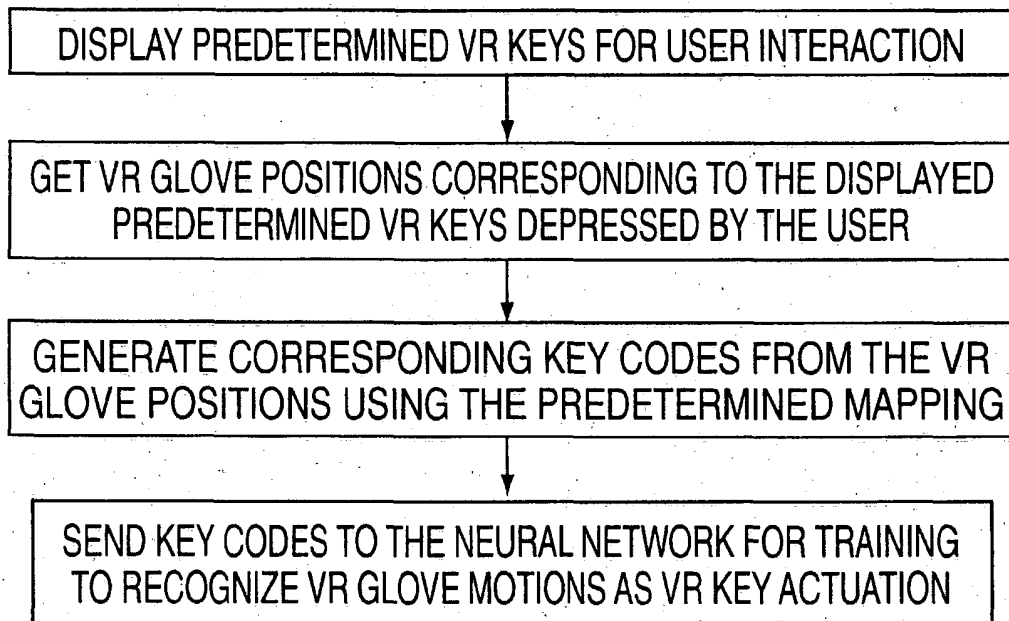 DISPLAY PREDETERMINED VR KEYS FOR USER INTERACTION
GET VR GLOVE POSITIONS CORRESPONDING TO THE DISPLAYED
PREDETERMINED VR KEYS DEPRESSED BY THE USER
GENERATE CORRESPONDING KEY CODES FROM THE VR
GLOVE POSITIONS USING THE PREDETERMINED MAPPING
SEND KEY CODES TO THE NEURAL NETWORK FOR TRAINING
TO RECOGNIZE VR GLOVE MOTIONS AS VR KEY ACTUATION